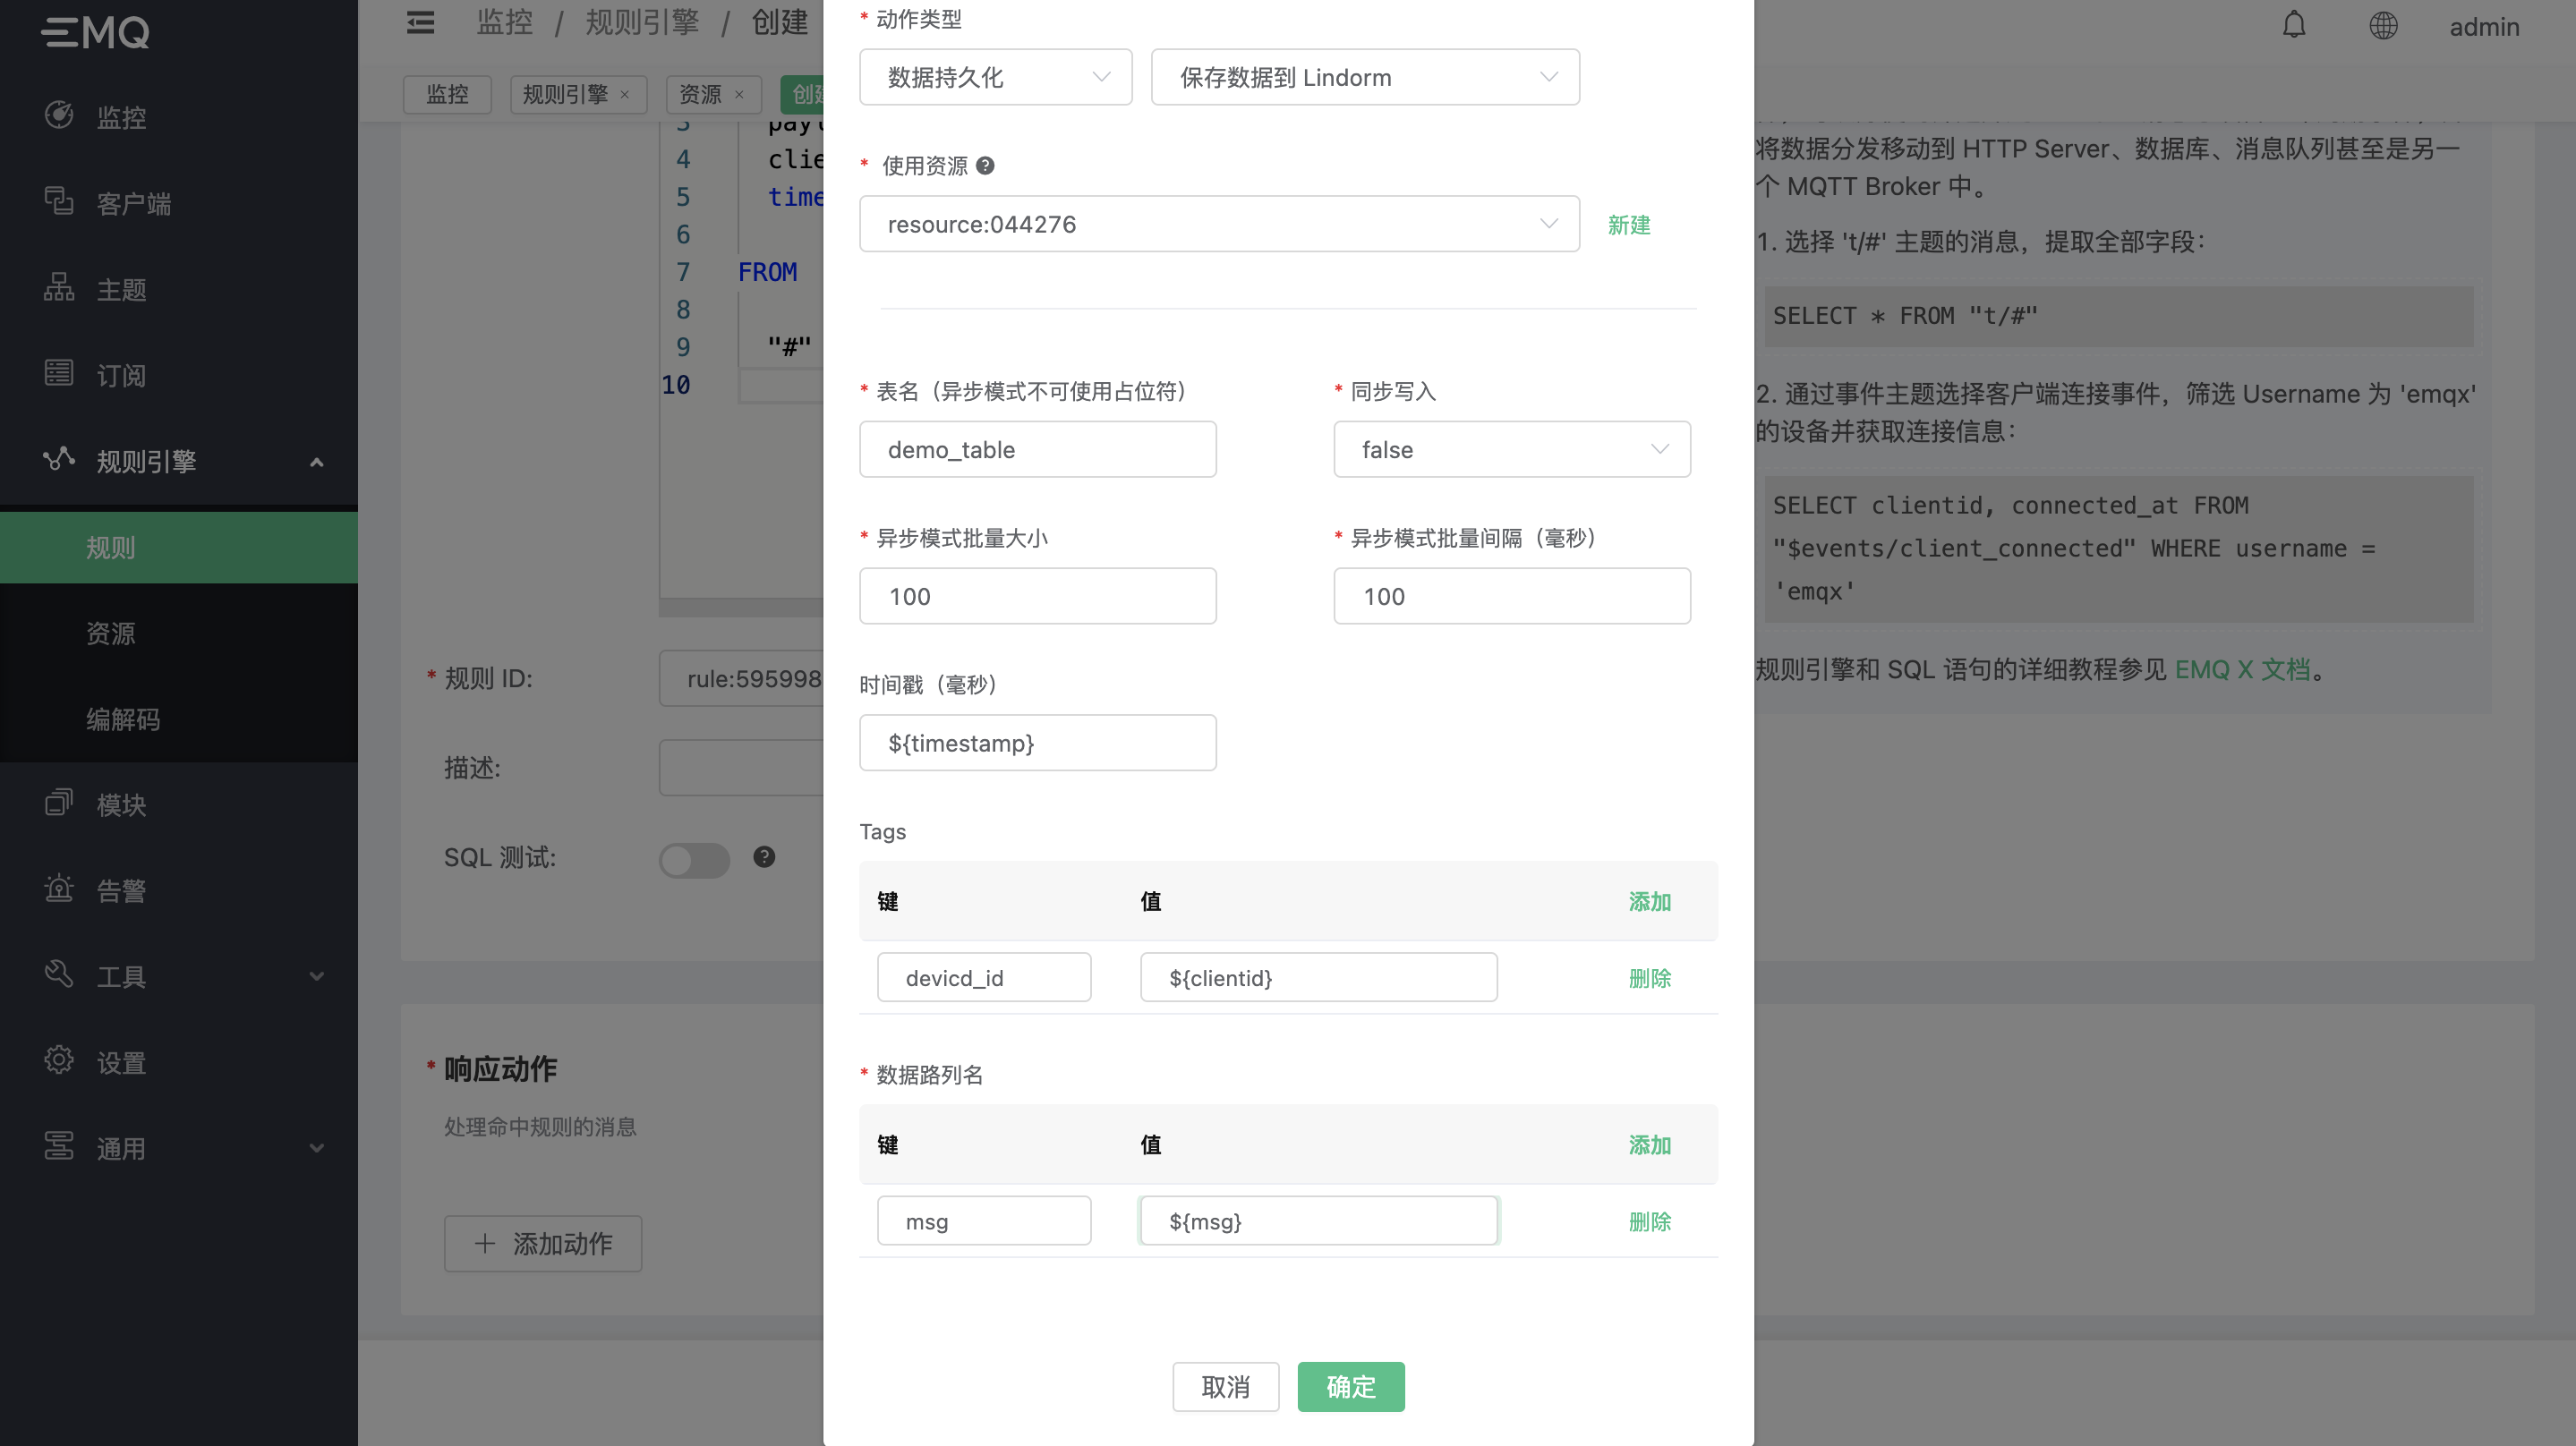 EMQ
监控
客户端
主题
订阅
规则引擎
规则
资源
编解码
模块
告警
工具
设置
通用
监控 / 规则引擎 / 创建
admin
监控
规则引擎 ×
资源 ×
4 clie
5 time
6
7 FROM
8
9 "#"
10
* 规则 ID:
rule:595998
描述:
SQL 测试:
* 响应动作
处理命中规则的消息
+ 添加动作
* 动作类型
数据持久化
保存数据到 Lindorm
* 使用资源
resource:044276
新建
* 表名（异步模式不可使用占位符）
demo_table
* 同步写入
false
* 异步模式批量大小
100
* 异步模式批量间隔（毫秒）
100
时间戳（毫秒）
${timestamp}
Tags
键 值 添加
devicd_id ${clientid} 删除
* 数据路列名
键 值 添加
msg ${msg} 删除
取消
确定
将数据分发移动到 HTTP Server、数据库、消息队列甚至是另一
个 MQTT Broker 中。
1. 选择 't/#' 主题的消息，提取全部字段：
SELECT * FROM "t/#"
2. 通过事件主题选择客户端连接事件，筛选 Username 为 'emqx'
的设备并获取连接信息：
SELECT clientid, connected_at FROM
"$events/client_connected" WHERE username =
'emqx'
规则引擎和 SQL 语句的详细教程参见 EMQ X 文档。